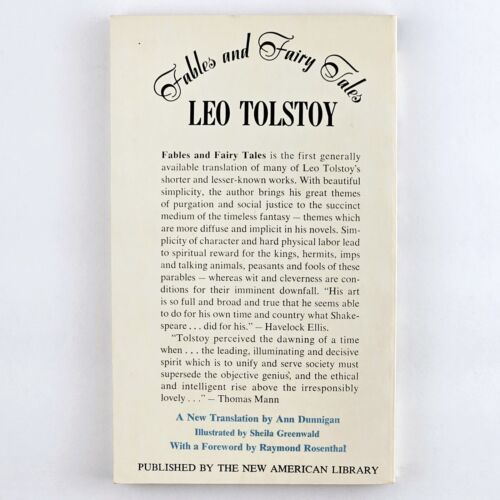 Fables and Fairy Tales
LEO TOLSTOY
Fables and Fairy Tales is the first generally
available translation of many of Leo Tolstoy's
shorter and lesser-known works. With beautiful
simplicity, the author brings his great themes
of purgation and social justice to the succinct
medium of the timeless fantasy — themes which
are more diffuse and implicit in his novels. Sim-
plicity of character and hard physical labor lead
to spiritual reward for the kings, hermits, imps
and talking animals, peasants and fools of these
parables — whereas wit and cleverness are con-
ditions for their imminent downfall. "His art
is so full and broad and true that he seems able
to do for his own time and country what Shake-
speare . . . did for his." — Havelock Ellis.
"Tolstoy perceived the dawning of a time
when . . . the leading, illuminating and decisive
spirit which is to unify and serve society must
supersede the objective genius, and the ethical
and intelligent rise above the irresponsibly
lovely . . ." — Thomas Mann
A New Translation by Ann Dunnigan
Illustrated by Sheila Greenwald
With a Foreword by Raymond Rosenthal
PUBLISHED BY THE NEW AMERICAN LIBRARY